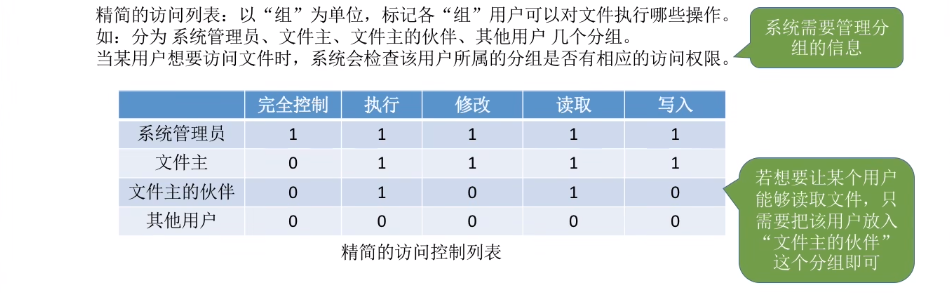 精简的访问列表：以“组”为单位，标记各“组”用户可以对文件执行哪些操作。
如：分为 系统管理员、文件主、文件主的伙伴、其他用户 几个分组。
当某用户想要访问文件时，系统会检查该用户所属的分组是否有相应的访问权限。
系统需要管理分
组的信息
完全控制 执行 修改 读取 写入
系统管理员 1 1 1 1 1
文件主 0 1 1 1 1
文件主的伙伴 0 1 0 1 0
其他用户 0 0 0 0 0
精简的访问控制列表
若想要让某个用户
能够读取文件，只
需要把该用户放入
“文件主的伙伴”
这个分组即可